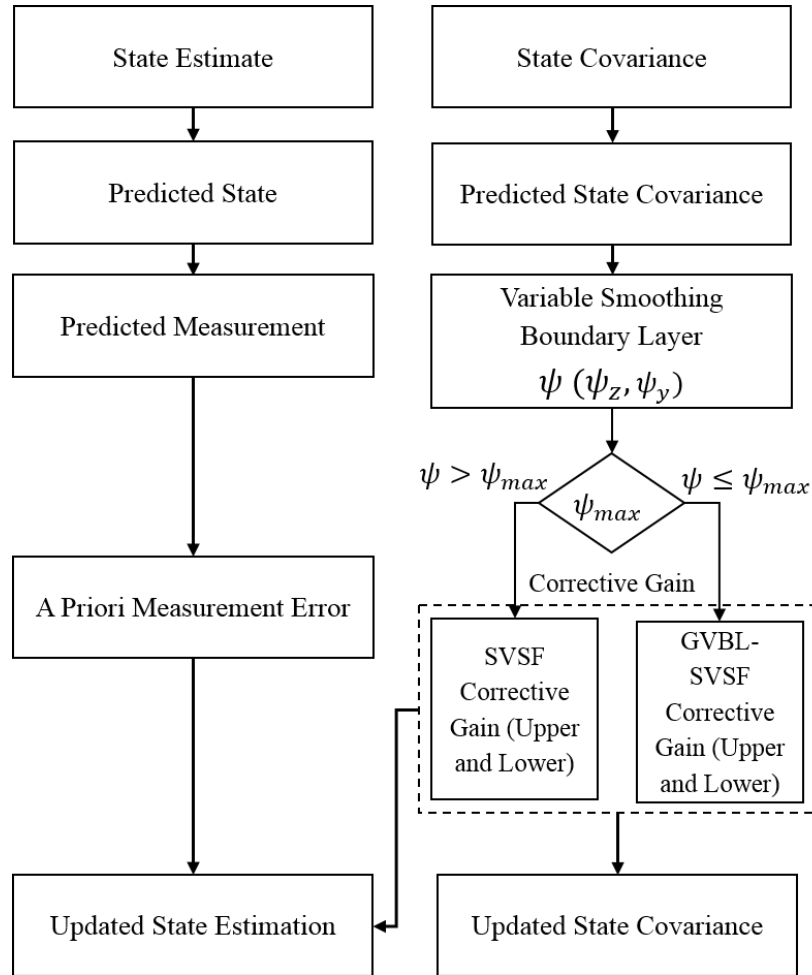 State Estimate
State Covariance
Predicted State
Predicted State Covariance
Predicted Measurement
Variable Smoothing
Boundary Layer
ψ (ψ_z, ψ_y)
ψ > ψ_max
ψ ≤ ψ_max
ψ_max
Corrective Gain
A Priori Measurement Error
SVSF
Corrective
Gain (Upper
and Lower)
GVBL-
SVSF
Corrective
Gain (Upper
and Lower)
Updated State Estimation
Updated State Covariance